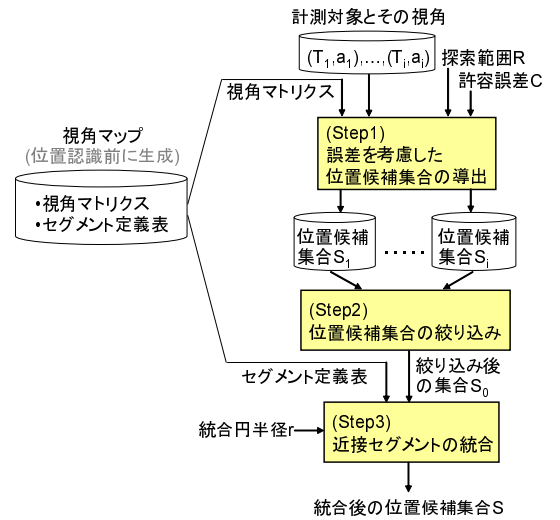 計測対象とその視角
(T1,a1),…,(Ti,ai)
探索範囲R
許容誤差C
視角マトリクス
視角マップ
(位置認識前に生成)
・視角マトリクス
・セグメント定義表
(Step1)
誤差を考慮した
位置候補集合の導出
位置候補
集合S1
・・・・・
位置候補
集合Si
(Step2)
位置候補集合の絞り込み
セグメント定義表
絞り込み後
の集合S0
(Step3)
近接セグメントの統合
統合円半径r
統合後の位置候補集合S